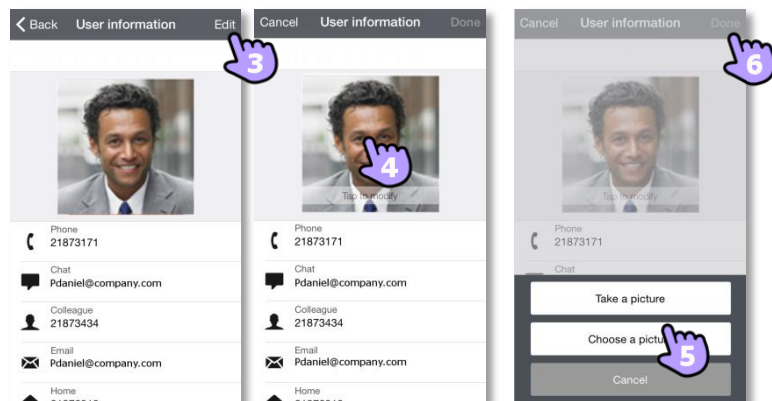 Back User information Edit
3
Phone
21873171
Chat
Pdaniel@company.com
Colleague
21873434
Email
Pdaniel@company.com
Home
Cancel User information Done
4
Tap to modify
Phone
21873171
Chat
Pdaniel@company.com
Colleague
21873434
Email
Pdaniel@company.com
Home
Cancel User information Done
6
Tap to modify
Phone
21873171
Chat
Take a picture
Choose a pictu
5
Cancel